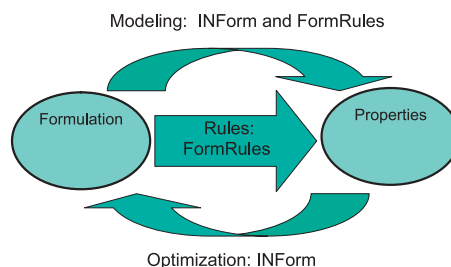 Modeling: INForm and FormRules
Formulation
Properties
Rules:
FormRules
Optimization: INForm